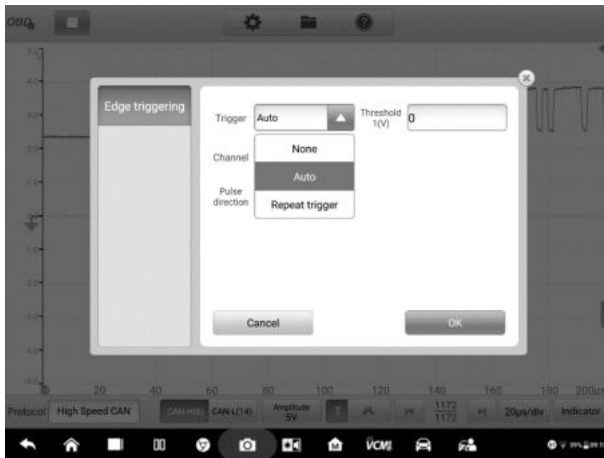 OBD
Edge triggering
Trigger
Auto
Threshold
1(V)
0
None
Auto
Repeat trigger
Channel
Pulse
direction
Cancel
OK
20 40 60 80 100 120 140 160 180 200μs
Protocol
High Speed CAN
CAN-H(6)
CAN-L(14)
Amplitude
5V
T
1172
1172
20μs/div
Indicator
VCMI